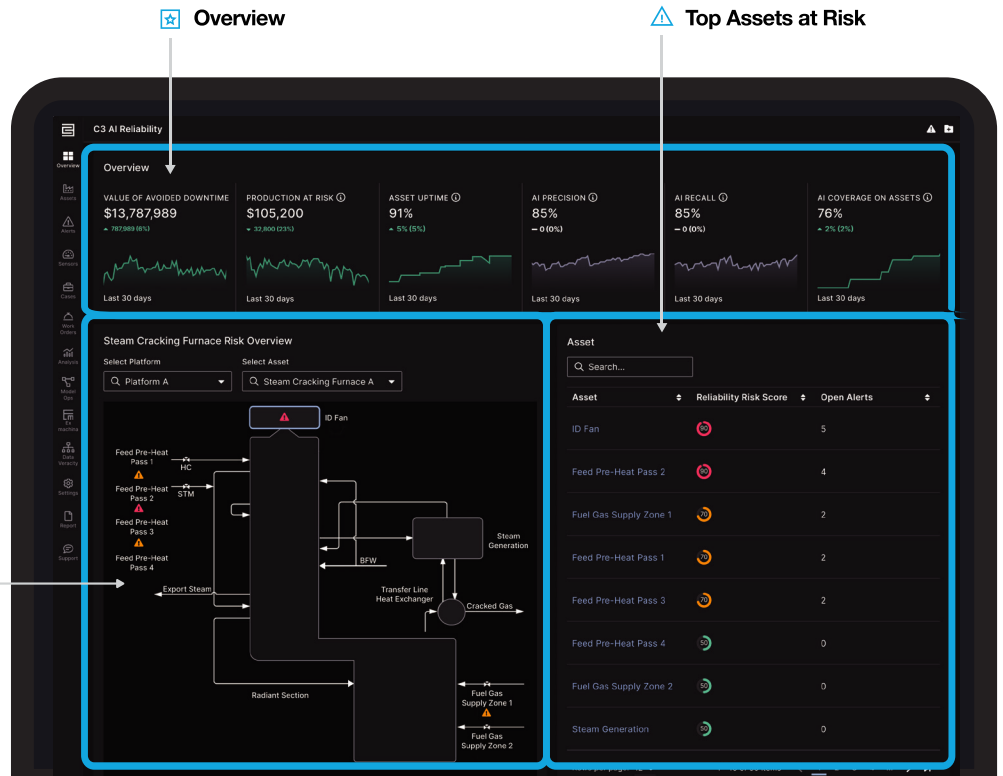 Overview
Top Assets at Risk
C3 AI Reliability
Overview
Assets
Alerts
Sensors
Cases
Work
Orders
Analysis
Model
Ops
Ex
machina
Data
Veracity
Settings
Report
Support
Overview
VALUE OF AVOIDED DOWNTIME
$13,787,989
787,989 (6%)
Last 30 days
PRODUCTION AT RISK
$105,200
32,800 (23%)
Last 30 days
ASSET UPTIME
91%
5% (5%)
Last 30 days
AI PRECISION
85%
0 (0%)
Last 30 days
AI RECALL
85%
0 (0%)
Last 30 days
AI COVERAGE ON ASSETS
76%
2% (2%)
Last 30 days
Steam Cracking Furnace Risk Overview
Select Platform
Select Asset
Platform A
Steam Cracking Furnace A
ID Fan
Feed Pre-Heat
Pass 1
HC
Feed Pre-Heat
Pass 2
STM
Feed Pre-Heat
Pass 3
Feed Pre-Heat
Pass 4
Export Steam
Steam
Generation
BFW
Transfer Line
Heat Exchanger
Cracked Gas
Radiant Section
Fuel Gas
Supply Zone 1
Fuel Gas
Supply Zone 2
Asset
Search...
Asset Reliability Risk Score Open Alerts
ID Fan 90 5
Feed Pre-Heat Pass 2 90 4
Fuel Gas Supply Zone 1 70 2
Feed Pre-Heat Pass 1 70 2
Feed Pre-Heat Pass 3 70 2
Feed Pre-Heat Pass 4 50 0
Fuel Gas Supply Zone 2 50 0
Steam Generation 50 0